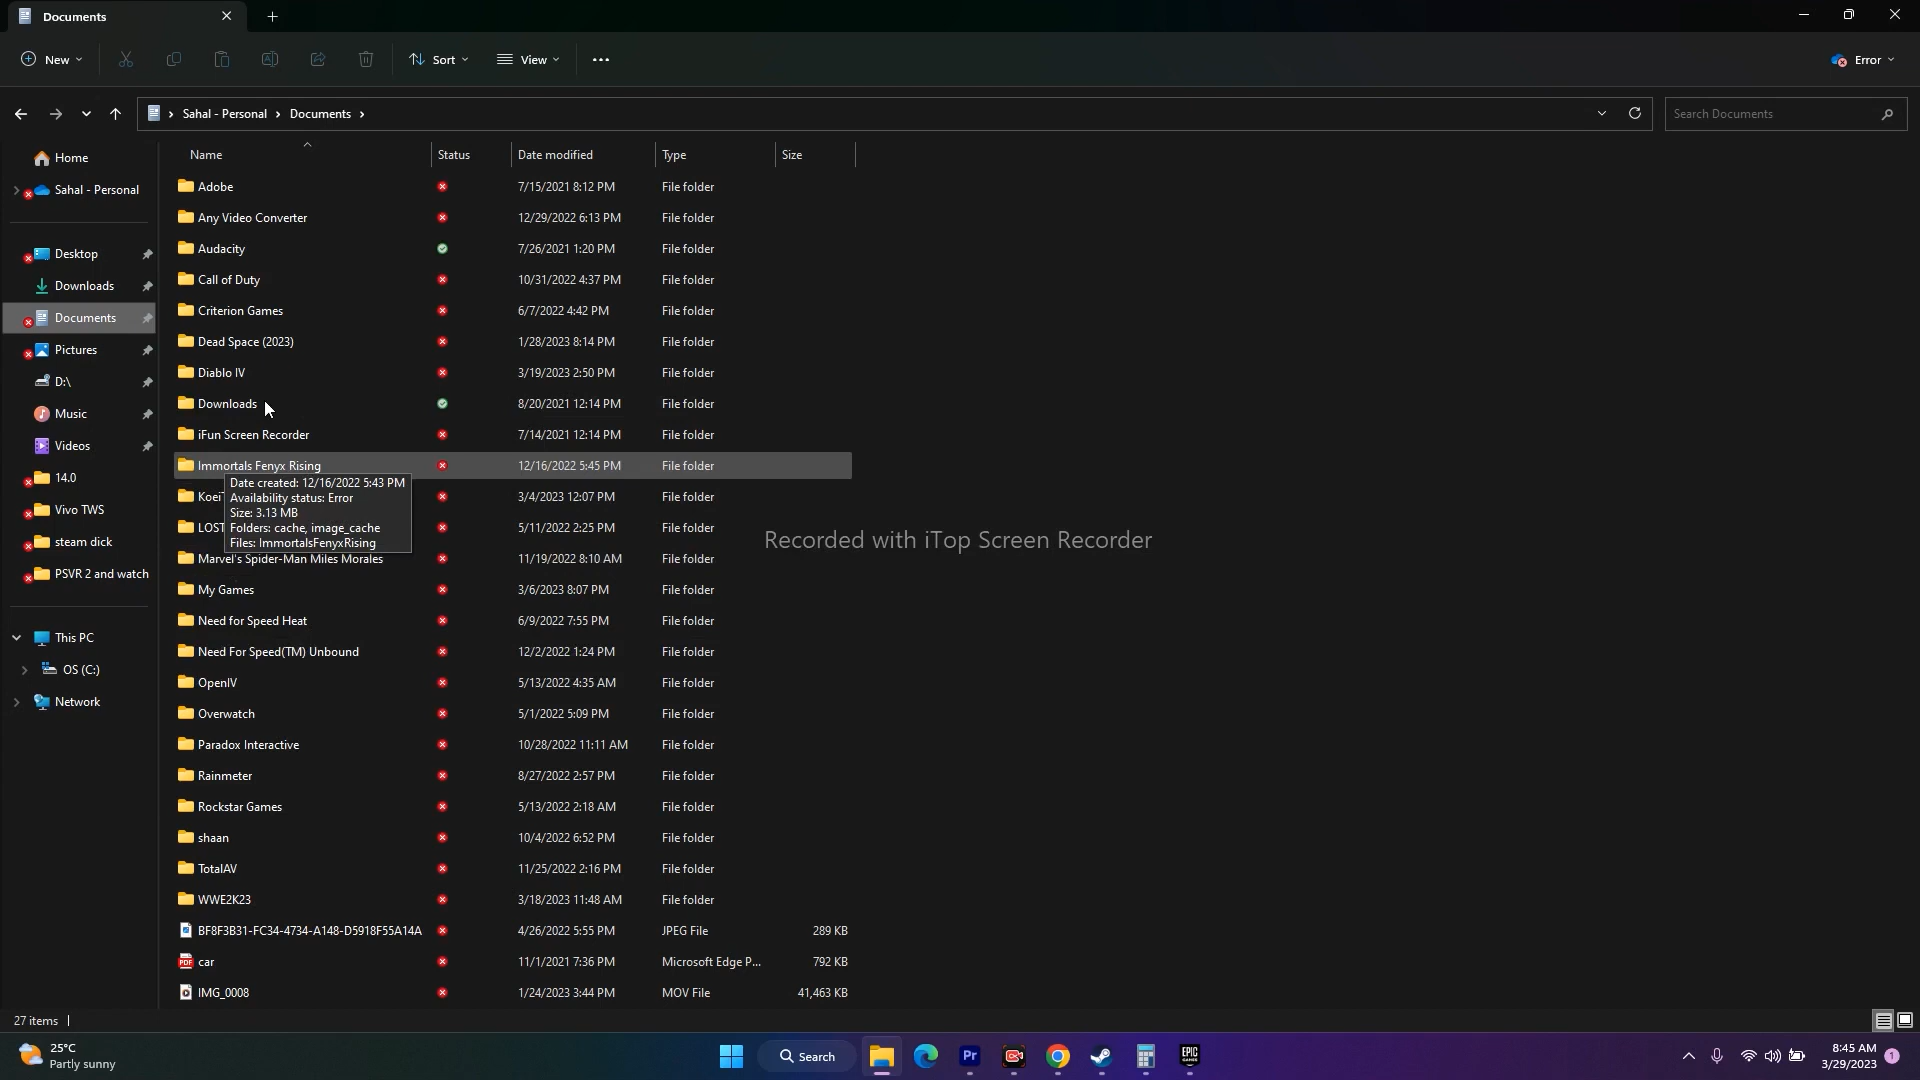 Documents
New
Sort
View
Error
Sahal - Personal > Documents >
Search Documents
Name Status Date modified Type Size
Home
Sahal - Personal
Desktop
Downloads
Documents
Pictures
D:\
Music
Videos
14.0
Vivo TWS
steam dick
PSVR 2 and watch
This PC
OS (C:)
Network
Adobe 7/15/2021 8:12 PM File folder
Any Video Converter 12/29/2022 6:13 PM File folder
Audacity 7/26/2021 1:20 PM File folder
Call of Duty 10/31/2022 4:37 PM File folder
Criterion Games 6/7/2022 4:42 PM File folder
Dead Space (2023) 1/28/2023 8:14 PM File folder
Diablo IV 3/19/2023 2:50 PM File folder
Downloads 8/20/2021 12:14 PM File folder
iFun Screen Recorder 7/14/2021 12:14 PM File folder
Immortals Fenyx Rising 12/16/2022 5:45 PM File folder
Date created: 12/16/2022 5:43 PM
Availability status: Error
Size: 3.13 MB
Folders: cache, image_cache
Files: ImmortalsFenyxRising
3/4/2023 12:07 PM File folder
LOST 5/11/2022 2:25 PM File folder
Marvel's Spider-Man Miles Morales 11/19/2022 8:10 AM File folder
My Games 3/6/2023 8:07 PM File folder
Need for Speed Heat 6/9/2022 7:55 PM File folder
Need For Speed(TM) Unbound 12/2/2022 1:24 PM File folder
OpenIV 5/13/2022 4:35 AM File folder
Overwatch 5/1/2022 5:09 PM File folder
Paradox Interactive 10/28/2022 11:11 AM File folder
Rainmeter 8/27/2022 2:57 PM File folder
Rockstar Games 5/13/2022 2:18 AM File folder
shaan 10/4/2022 6:52 PM File folder
TotalAV 11/25/2022 2:16 PM File folder
WWE2K23 3/18/2023 11:48 AM File folder
BF8F3B31-FC34-4734-A148-D5918F55A14A 4/26/2022 5:55 PM JPEG File 289 KB
car 11/1/2021 7:36 PM Microsoft Edge P... 792 KB
IMG_0008 1/24/2023 3:44 PM MOV File 41,463 KB
Recorded with iTop Screen Recorder
27 items
25°C
Partly sunny
Search
Pr
EPIC
8:45 AM
3/29/2023
1